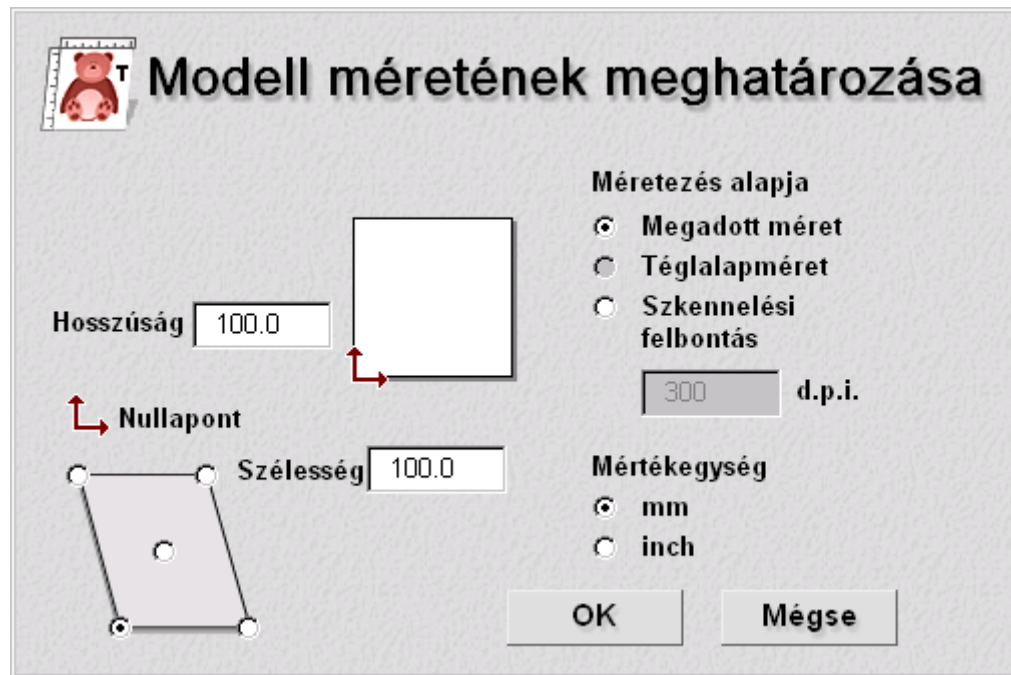 T
Modell méretének meghatározása
Méretezés alapja
Megadott méret
Téglalapméret
Szkennelési
felbontás
300 d.p.i.
Hosszúság 100.0
Nullapont
Szélesség 100.0
Mértékegység
mm
inch
OK Mégse